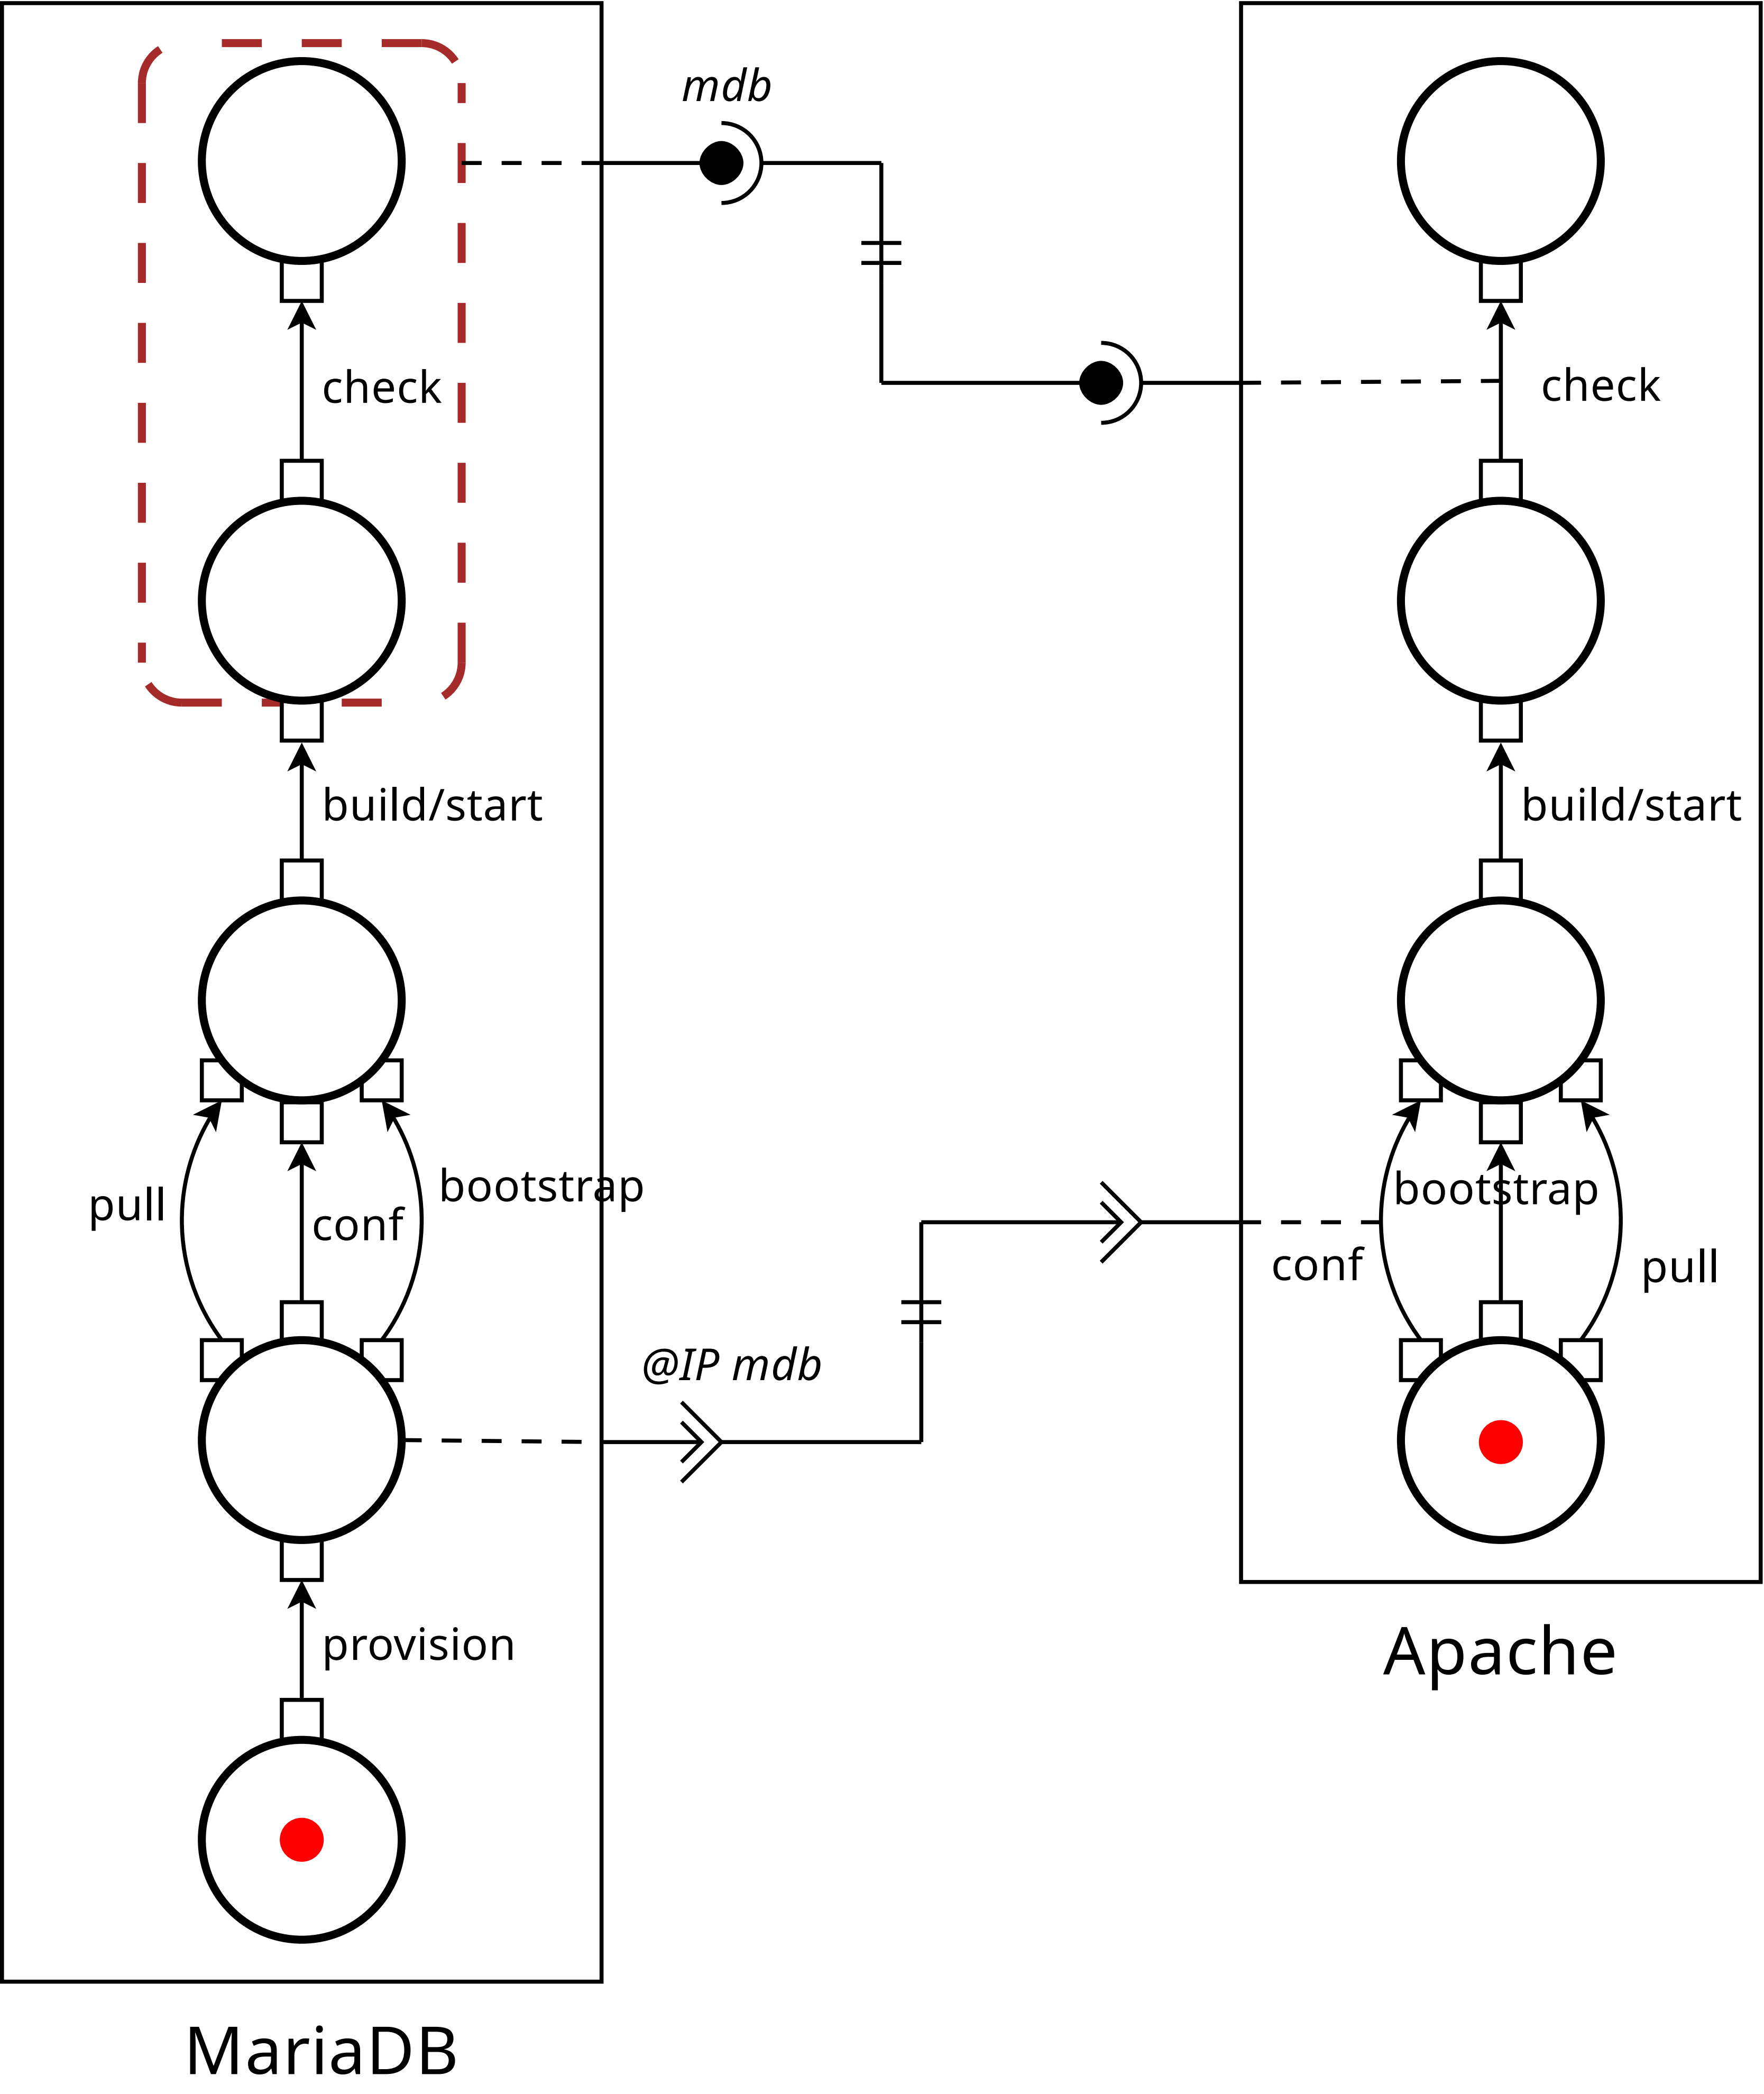 mdb
check
check
build/start
build/start
pull
conf
bootstrap
bootstrap
conf
pull
@IP mdb
provision
Apache
MariaDB